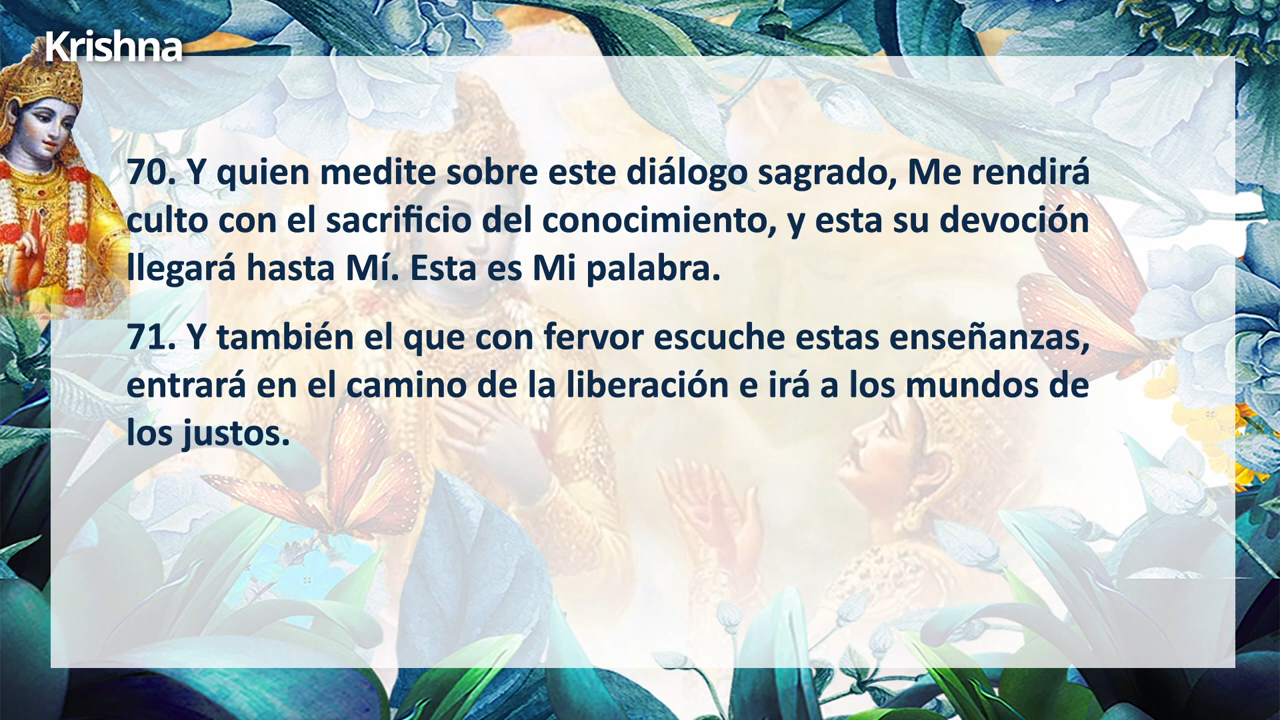 Krishna
70. Y quien medite sobre este diálogo sagrado, Me rendirá
culto con el sacrificio del conocimiento, y esta su devoción
llegará hasta Mí. Esta es Mi palabra.
71. Y también el que con fervor escuche estas enseñanzas,
entrará en el camino de la liberación e irá a los mundos de
los justos.